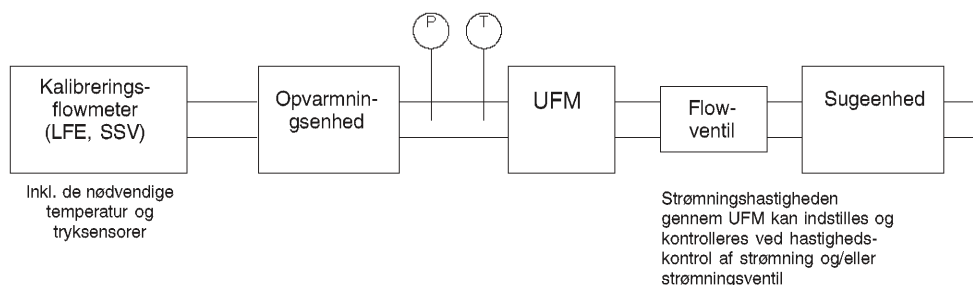 P
T
Kalibrerings-
flowmeter
(LFE, SSV)
Opvarmnin-
gsenhed
UFM
Flow-
ventil
Sugeenhed
Inkl. de nødvendige
temperatur og
tryksensorer
Strømningshastigheden
gennem UFM kan indstilles og
kontrolleres ved hastigheds-
kontrol af strømning og/eller
strømningsventil